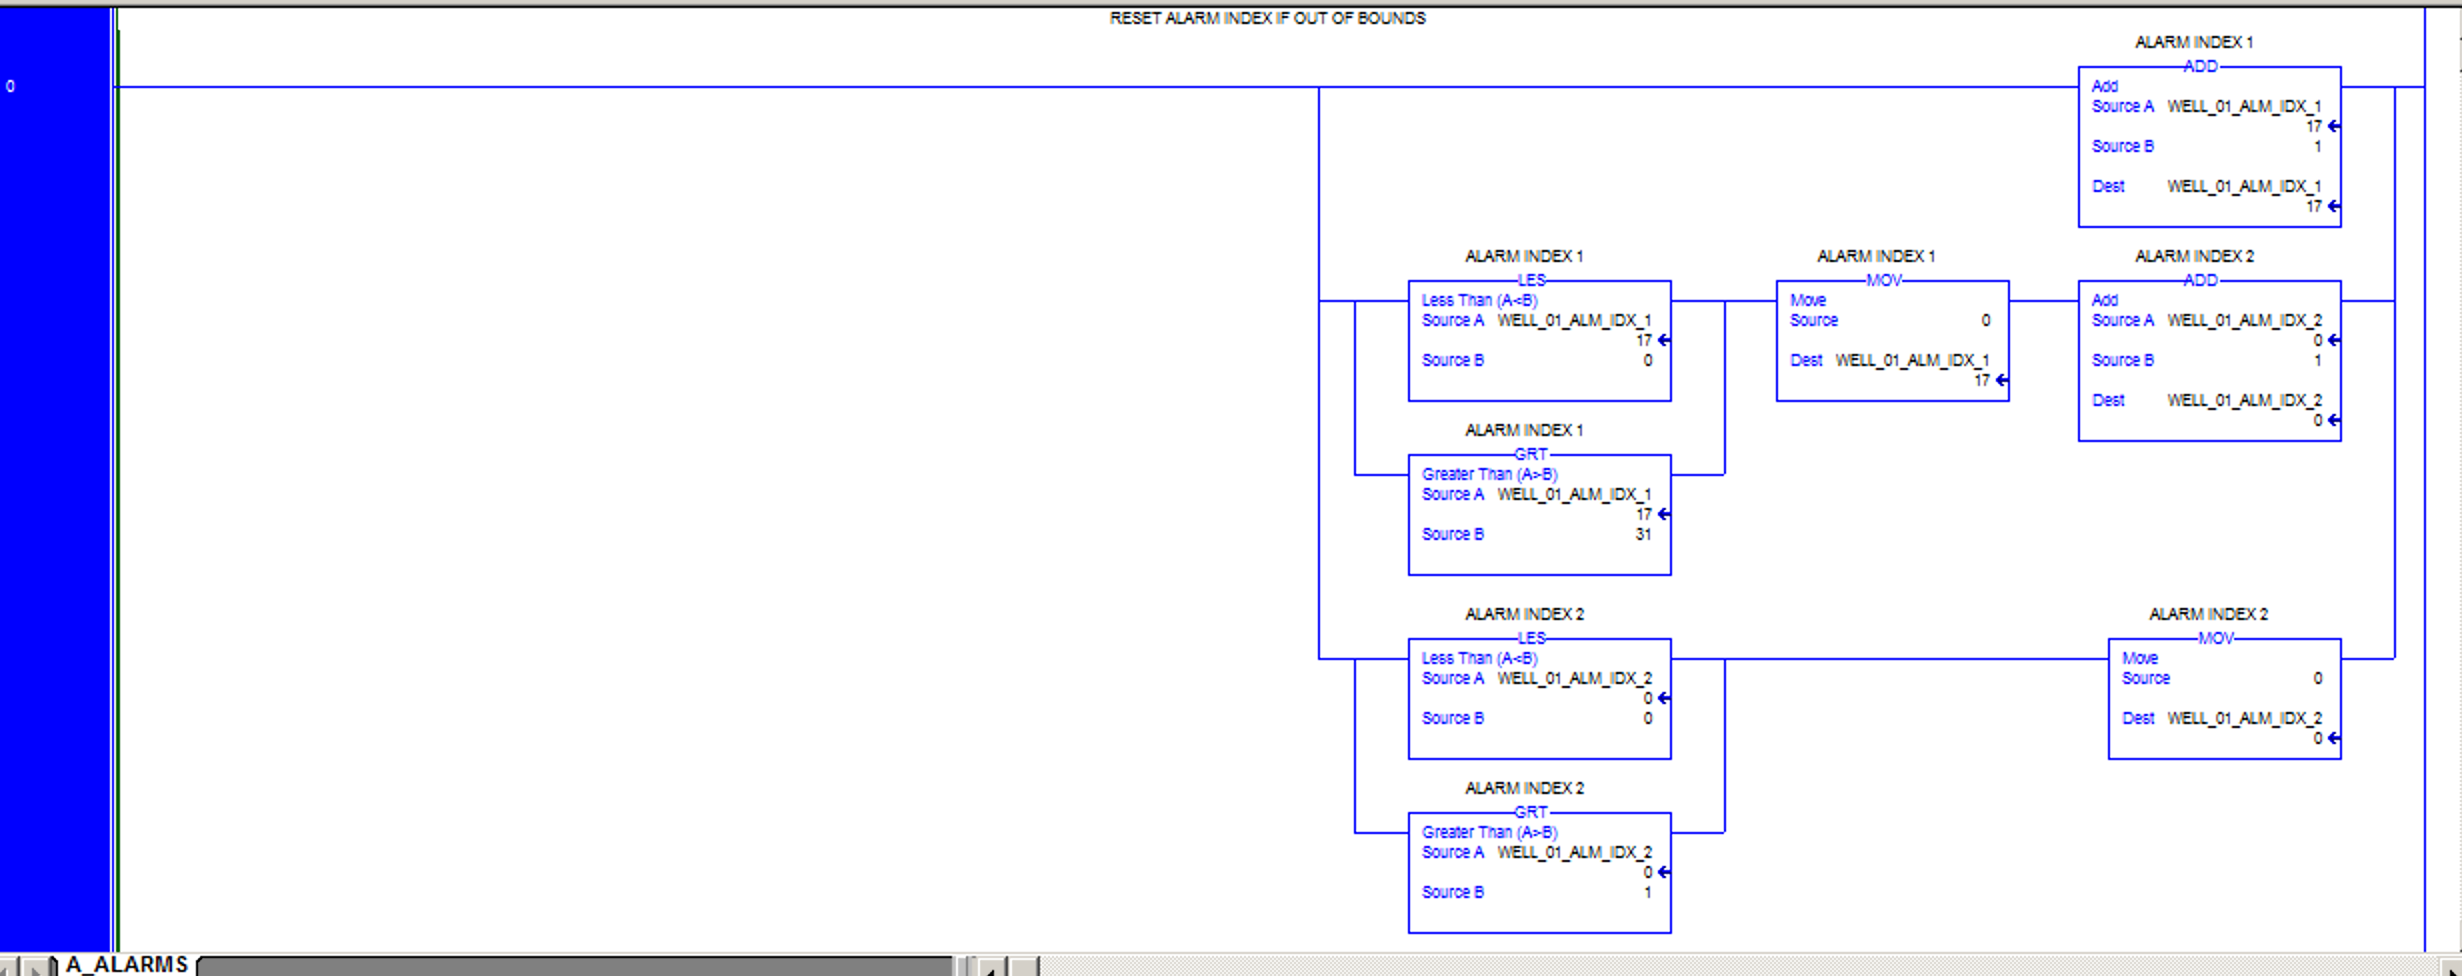 RESET ALARM INDEX IF OUT OF BOUNDS
0
ALARM INDEX 1
ADD
Add
Source A WELL_01_ALM_IDX_1
17
Source B 1
Dest WELL_01_ALM_IDX_1
17
ALARM INDEX 1
LES
Less Than (A<B)
Source A WELL_01_ALM_IDX_1
17
Source B 0
ALARM INDEX 1
MOV
Move
Source 0
Dest WELL_01_ALM_IDX_1
17
ALARM INDEX 2
ADD
Add
Source A WELL_01_ALM_IDX_2
0
Source B 1
Dest WELL_01_ALM_IDX_2
0
ALARM INDEX 1
GRT
Greater Than (A>B)
Source A WELL_01_ALM_IDX_1
17
Source B 31
ALARM INDEX 2
LES
Less Than (A<B)
Source A WELL_01_ALM_IDX_2
0
Source B 0
ALARM INDEX 2
MOV
Move
Source 0
Dest WELL_01_ALM_IDX_2
0
ALARM INDEX 2
GRT
Greater Than (A>B)
Source A WELL_01_ALM_IDX_2
0
Source B 1
A_ALARMS